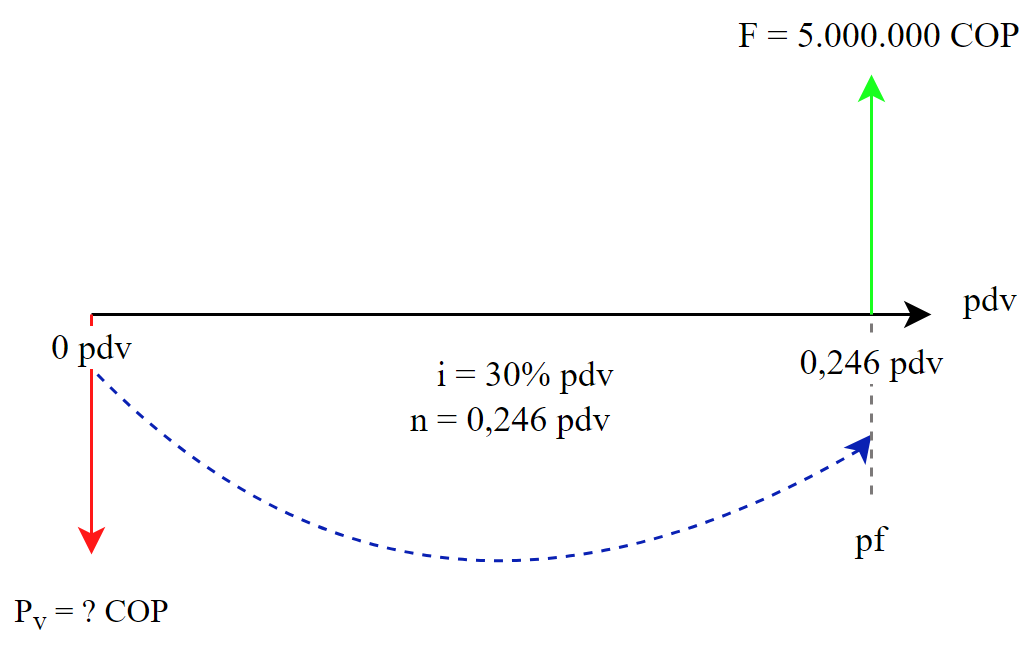 F = 5.000.000 COP
pdv
0 pdv
0,246 pdv
i = 30% pdv
n = 0,246 pdv
pf
Pv = ? COP